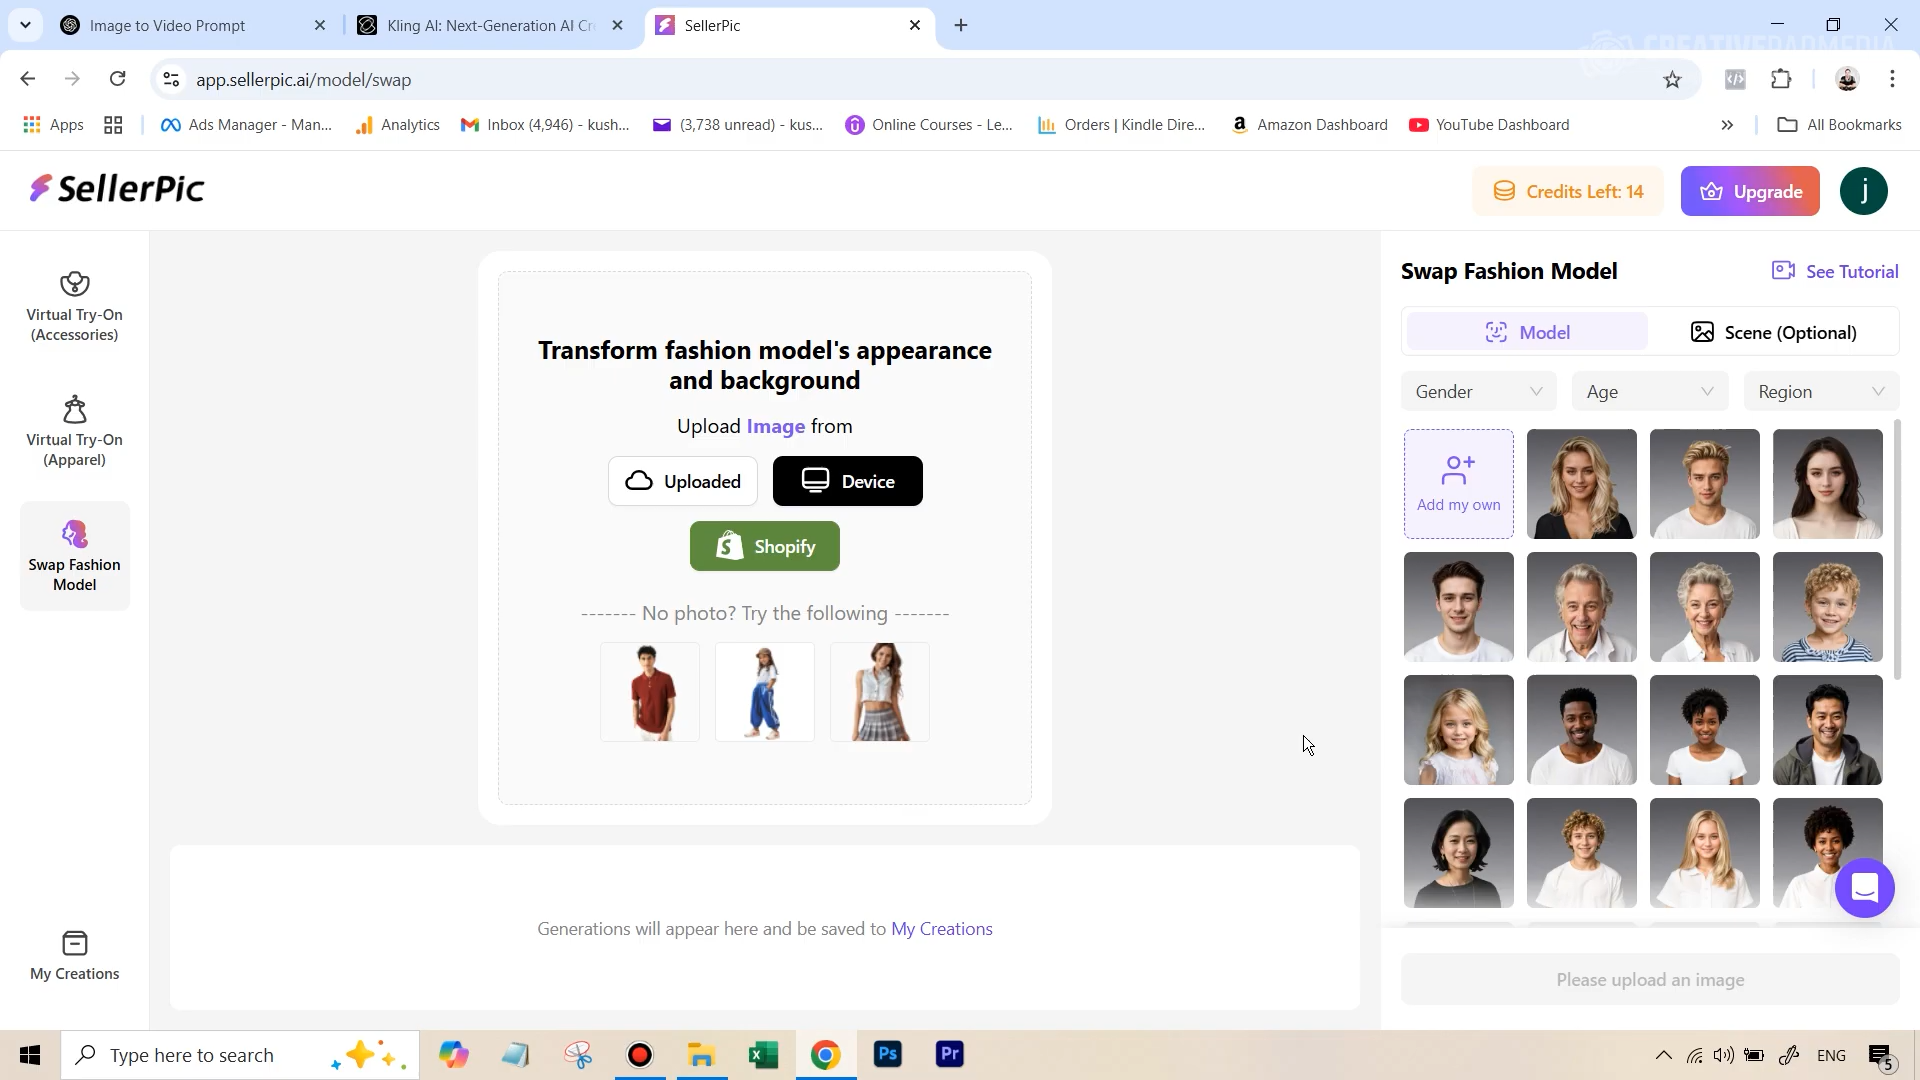 Image to Video Prompt
Kling AI: Next-Generation AI Cr
SellerPic
CREATIVEPADMEDIA
app.sellerpic.ai/model/swap
Apps
Ads Manager - Man...
Analytics
Inbox (4,946) - kush...
(3,738 unread) - kus...
Online Courses - Le...
Orders | Kindle Dire...
Amazon Dashboard
YouTube Dashboard
All Bookmarks
SellerPic
Credits Left: 14
Upgrade
j
Virtual Try-On
(Accessories)
Virtual Try-On
(Apparel)
Swap Fashion
Model
My Creations
Transform fashion model's appearance
and background
Upload Image from
Uploaded
Device
Shopify
------- No photo? Try the following -------
Generations will appear here and be saved to My Creations
Swap Fashion Model
See Tutorial
Model
Scene (Optional)
Gender
Age
Region
Add my own
Please upload an image
Type here to search
Ps
Pr
ENG
5